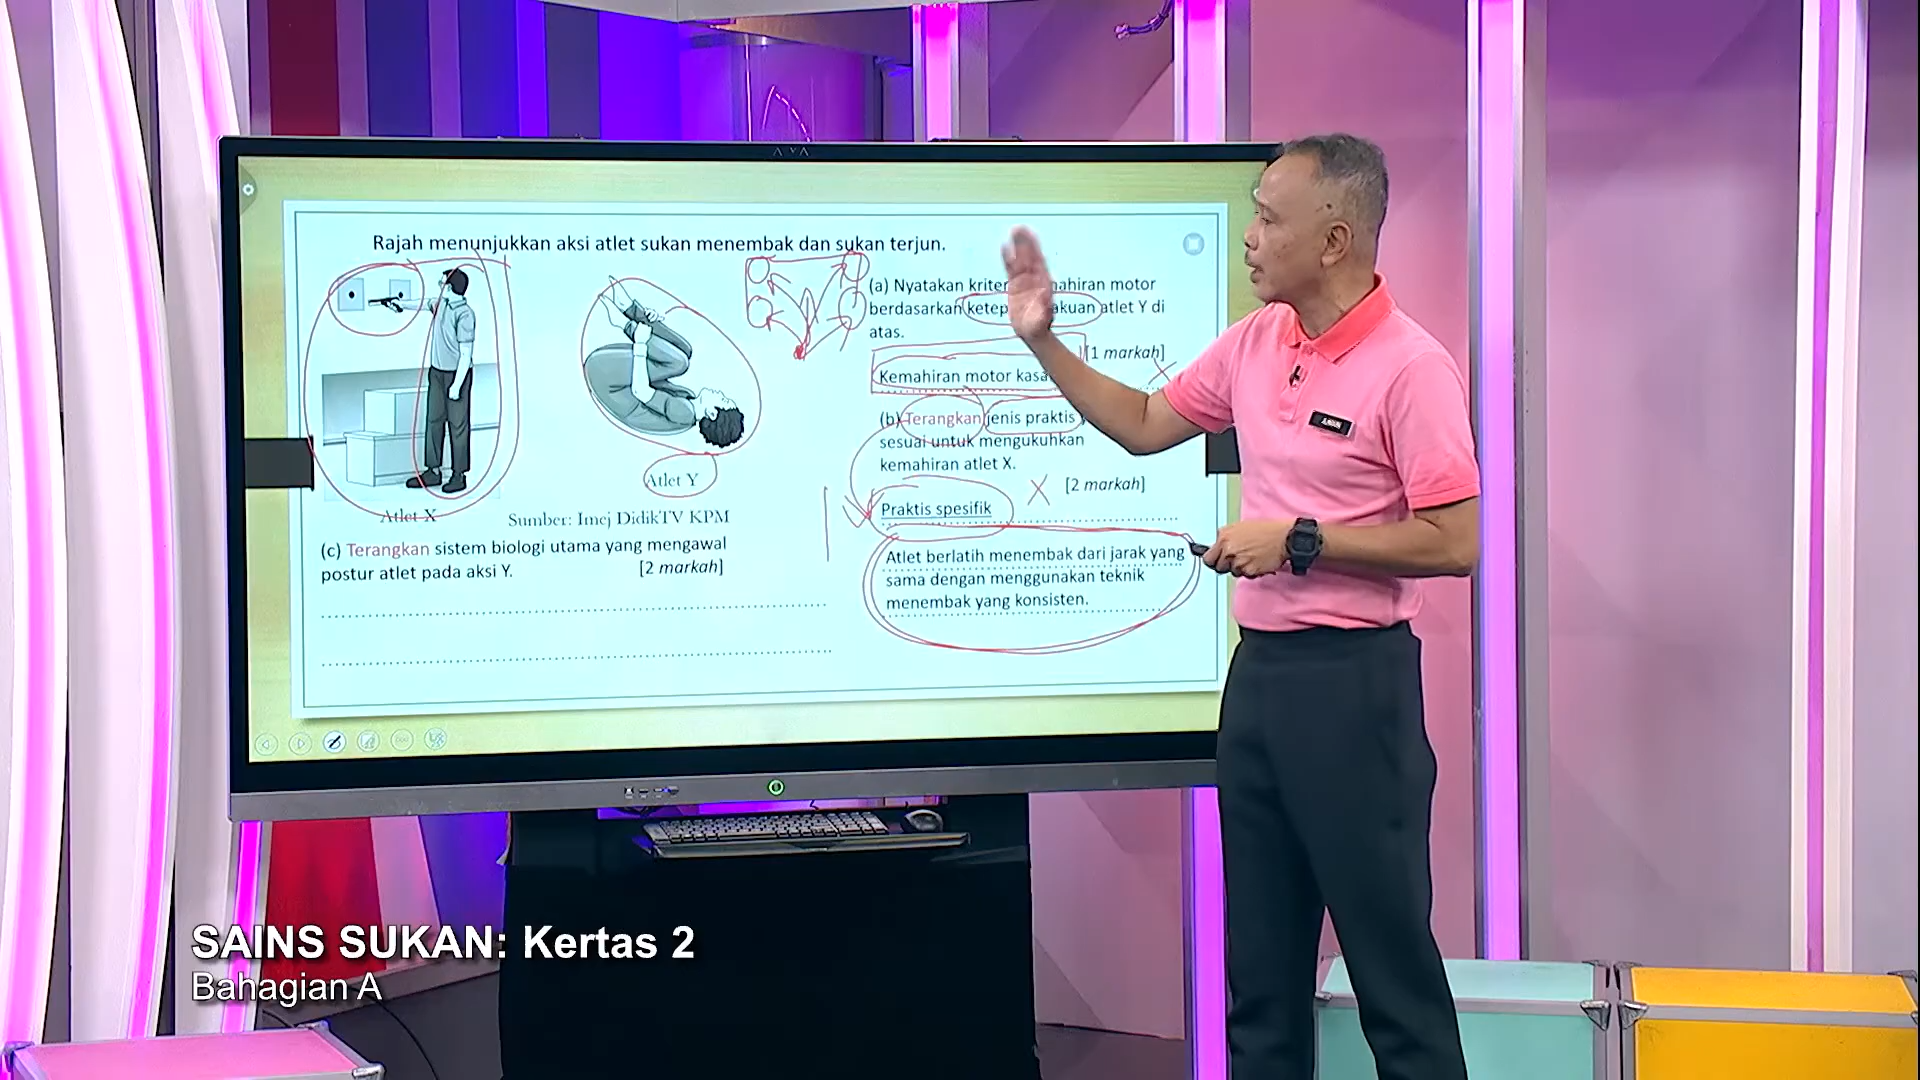 Rajah menunjukkan aksi atlet sukan menembak dan sukan terjun.
(a) Nyatakan motor
berdasarkan atlet Y di
atas.
[1 markah]
Kemahiran motor
(b) Terangkan jenis praktis
sesuai untuk mengukuhkan
kemahiran atlet X.
[2 markah]
Praktis spesifik
Atlet berlatih menembak dari jarak yang
sama dengan menggunakan teknik
menembak yang konsisten.
Atlet Y
Atlet X
Sumber: Imej DidikTV KPM
(c) Terangkan sistem biologi utama yang mengawal
postur atlet pada aksi Y. [2 markah]
SAINS SUKAN: Kertas 2
Bahagian A